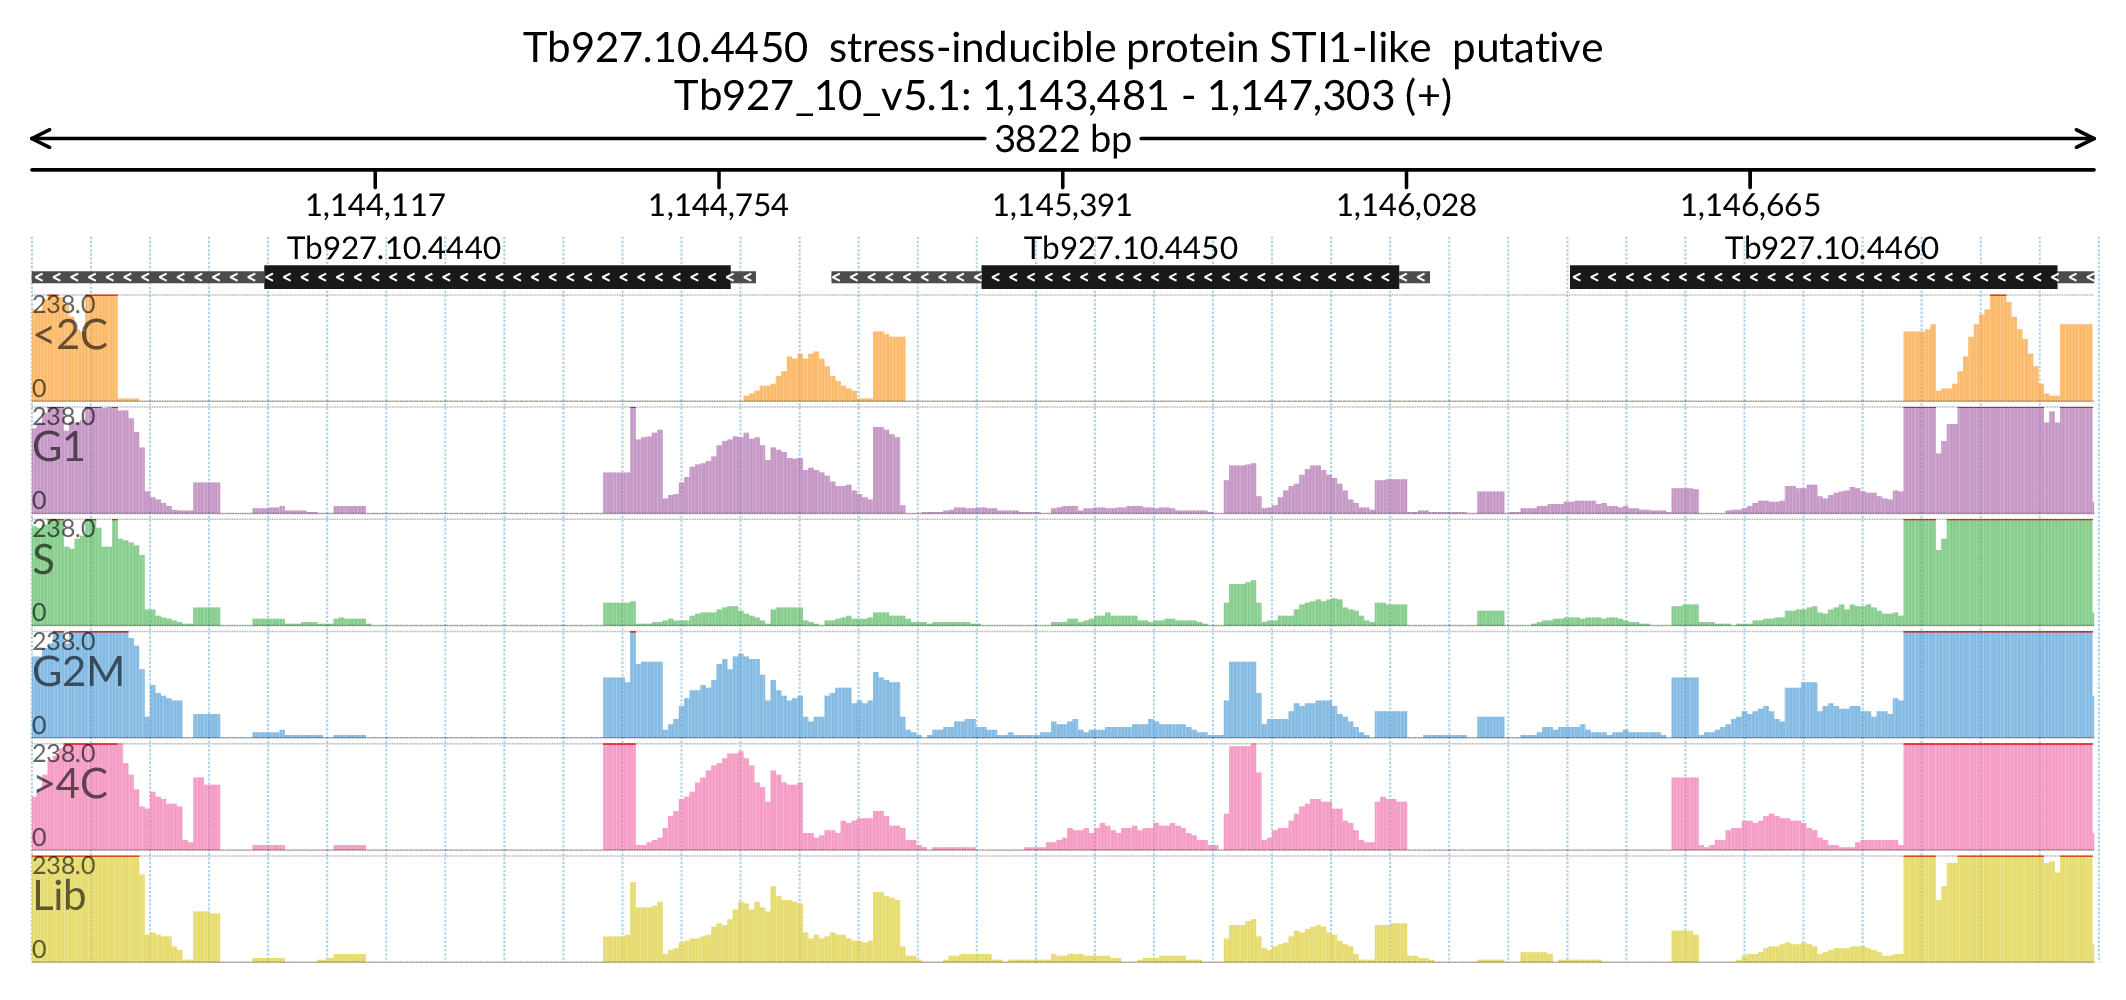 Tb927.10.4450 stress-inducible protein STI1-like putative
Tb927_10_v5.1: 1,143,481 - 1,147,303 (+)
3822 bp
1,144,117 1,144,754 1,145,391 1,146,028 1,146,665
Tb927.10.4440 Tb927.10.4450 Tb927.10.4460
238.0
<2C
0
238.0
G1
0
238.0
S
0
238.0
G2M
0
238.0
>4C
0
238.0
Lib
0